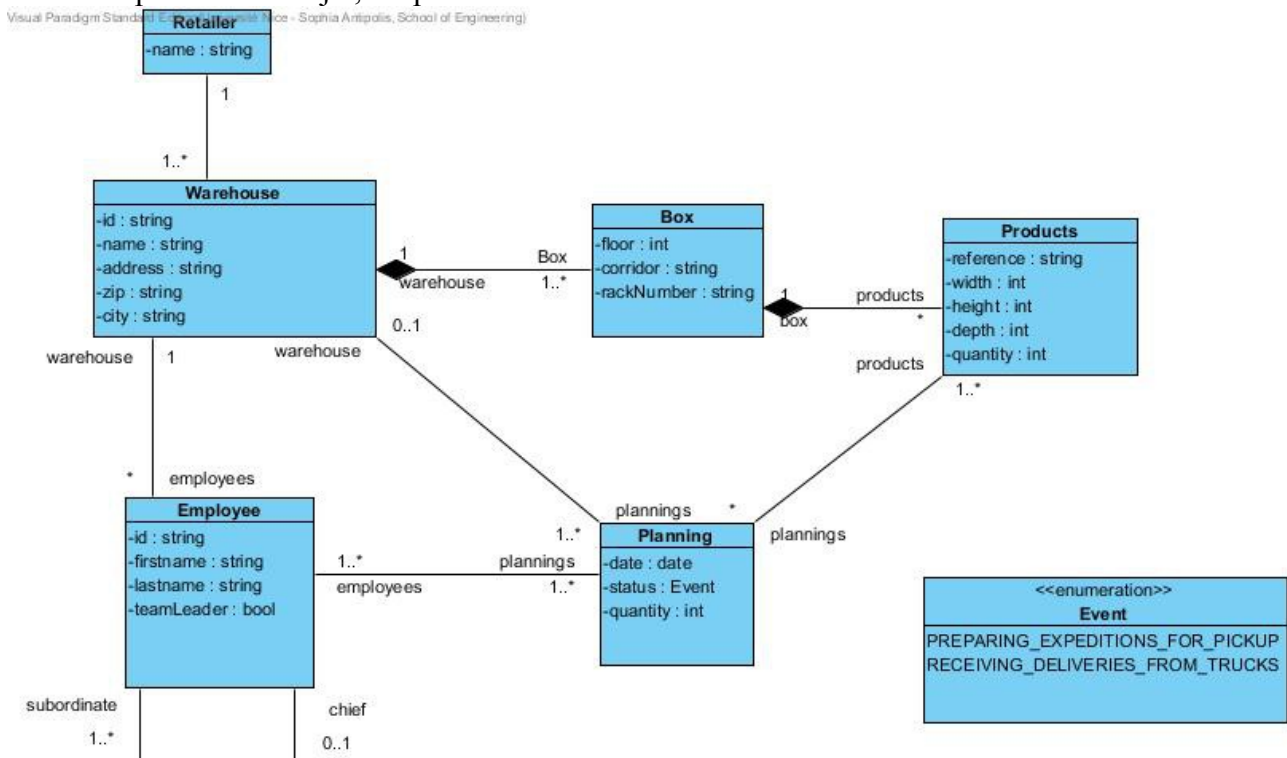 Visual Paradigm Standard
Nice - Sophia Antipolis, School of Engineering)
Retailer
-name : string
1
1..*
Warehouse
-id : string
-name : string
-address : string
-zip : string
-city : string
1
warehouse
Box
1..*
Box
-floor : int
-corridor : string
-rackNumber : string
1
box
products
*
Products
-reference : string
-width : int
-height : int
-depth : int
-quantity : int
0..1
warehouse
warehouse
1
products
1..*
*
employees
Employee
-id : string
-firstname : string
-lastname : string
-teamLeader : bool
1..*
employees
plannings
1..*
plannings
1..*
*
plannings
Planning
-date : date
-status : Event
-quantity : int
<<enumeration>>
Event
PREPARING_EXPEDITIONS_FOR_PICKUP
RECEIVING_DELIVERIES_FROM_TRUCKS
subordinate
1..*
chief
0..1